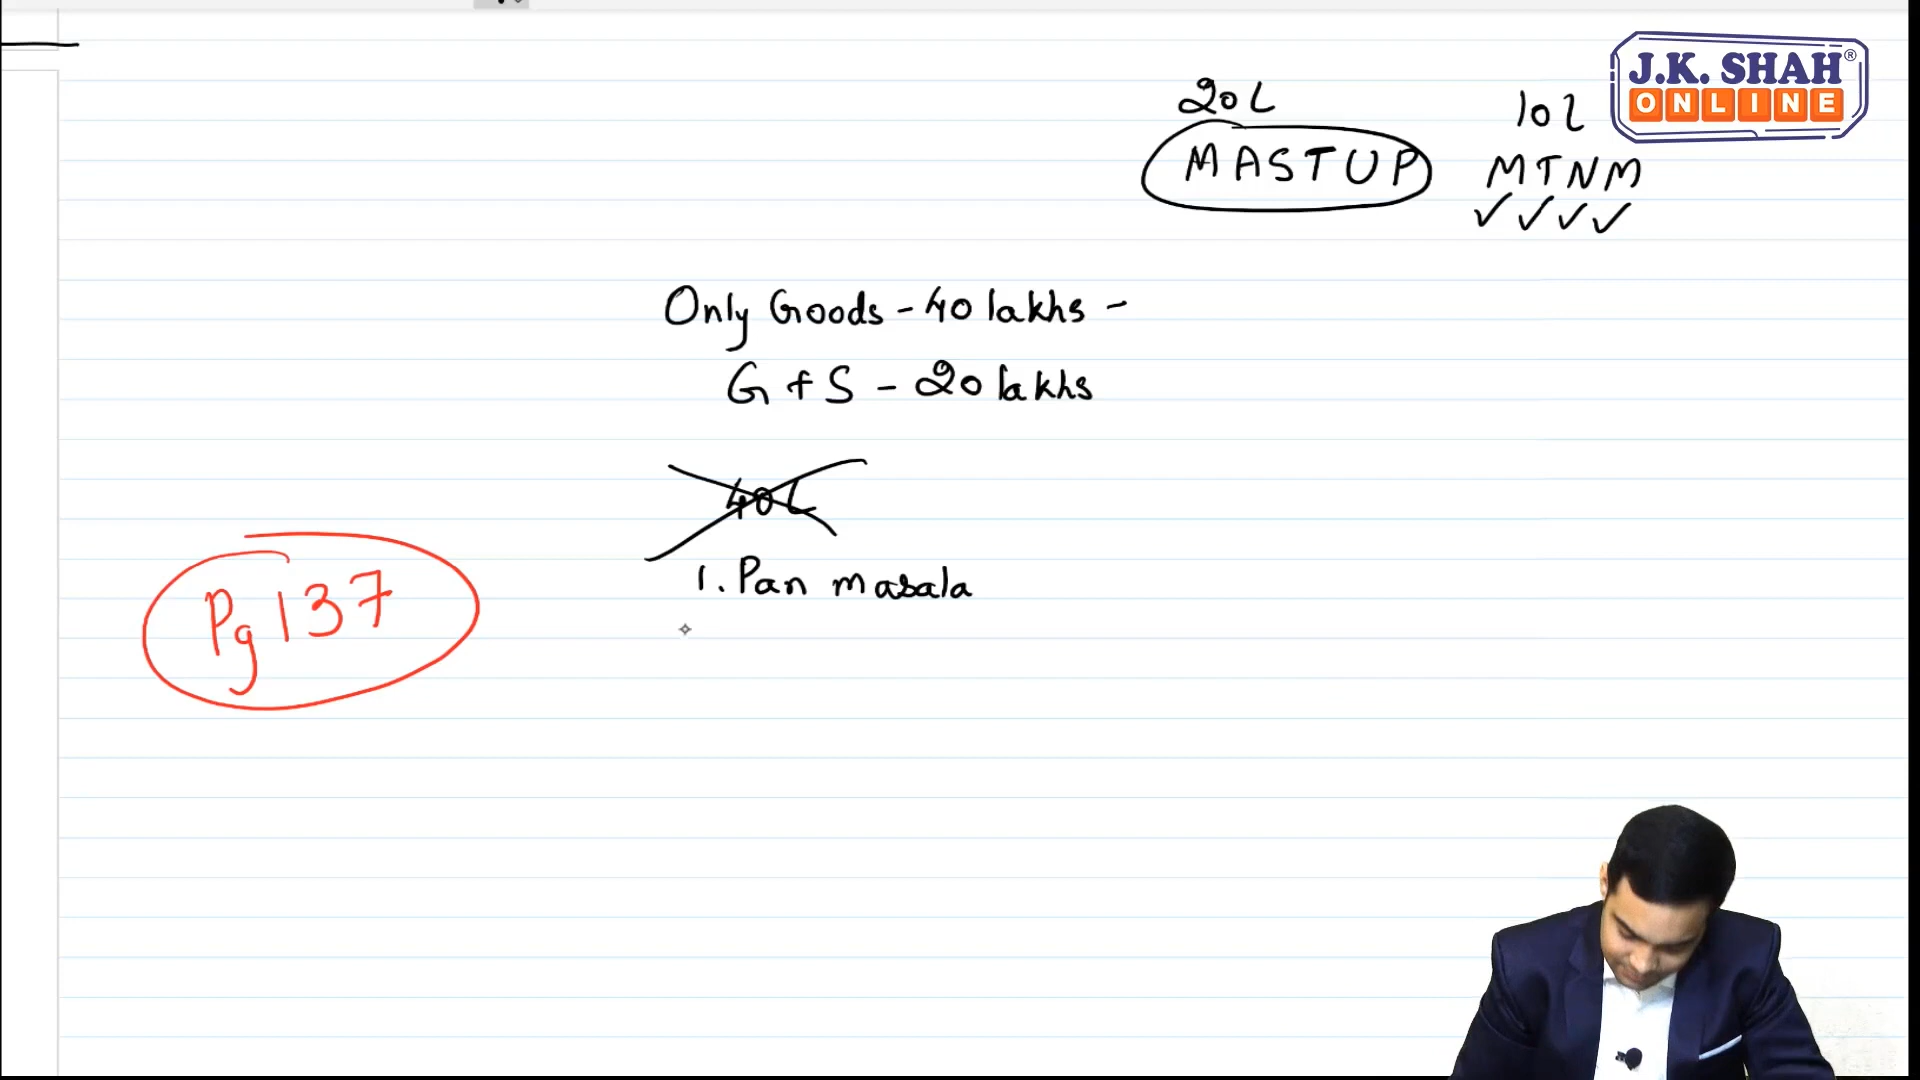 J.K. SHAH®
ONLINE
20L
MASTUP
10L
MTNM
Only Goods - 40 lakhs -
G + S - 20 lakhs
40L
1. Pan masala
Pg 137